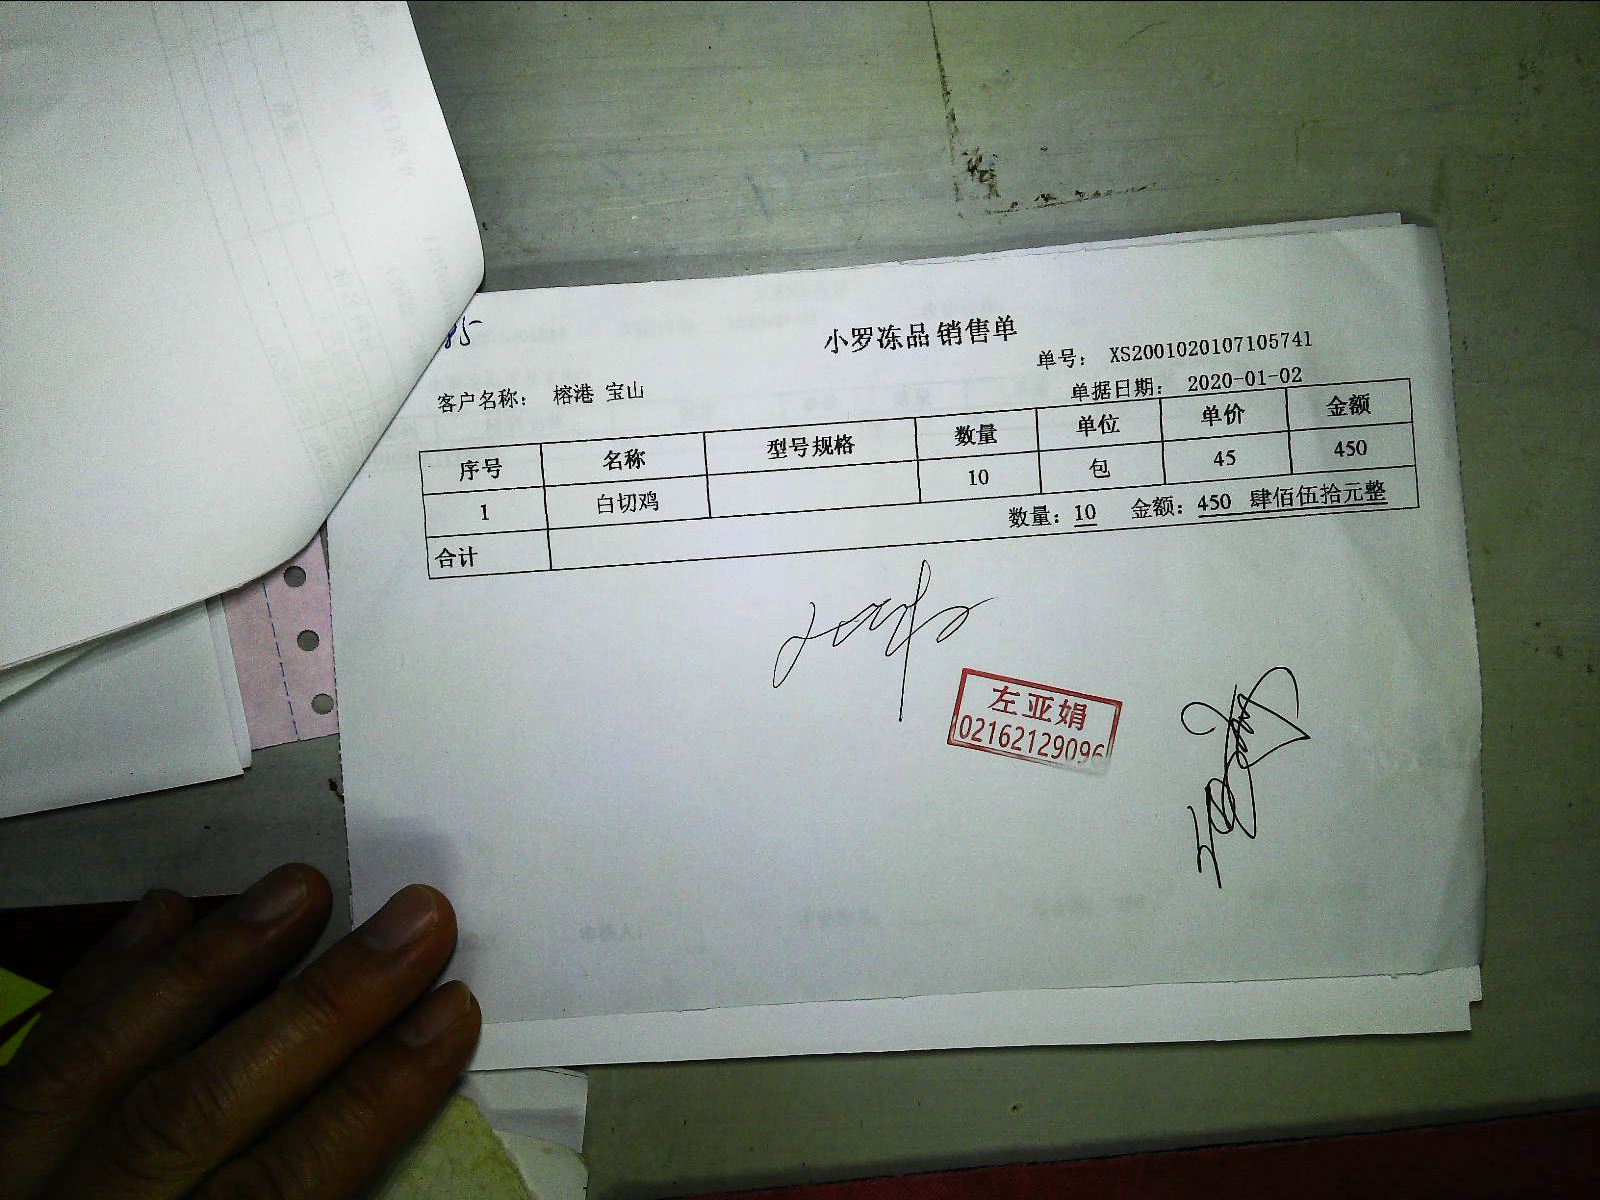 85
小罗冻品 销售单
单号： XS2001020107105741
客户名称： 榕港 宝山
单据日期： 2020-01-02
序号 名称 型号规格 数量 单位 单价 金额
1 白切鸡 10 包 45 450
合计 数量：10 金额：450 肆佰伍拾元整
左亚娟
02162129096